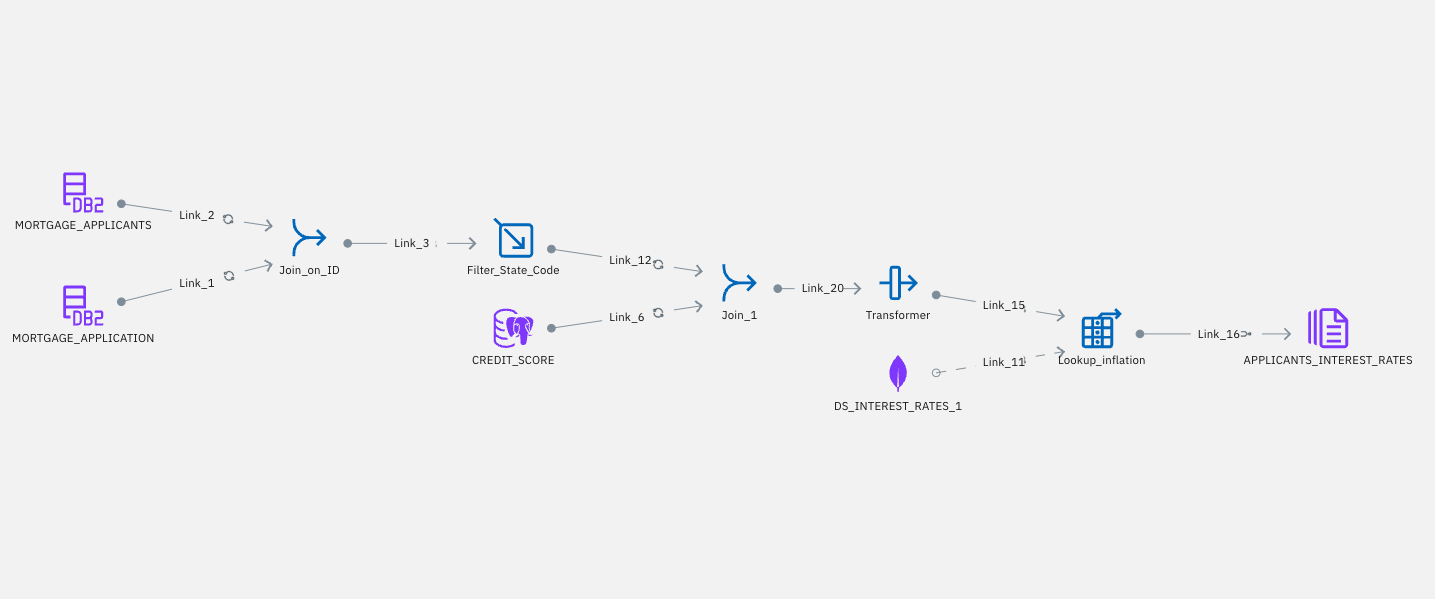 DB2
MORTGAGE_APPLICANTS
Link_2
DB2
MORTGAGE_APPLICATION
Link_1
Join_on_ID
Link_3
Filter_State_Code
Link_12
CREDIT_SCORE
Link_6
Join_1
Link_20
Transformer
Link_15
DS_INTEREST_RATES_1
Link_11
Lookup_inflation
Link_16
APPLICANTS_INTEREST_RATES